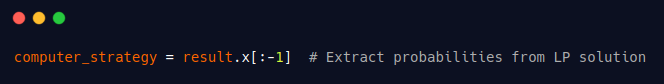 computer_strategy = result.x[:-1]  # Extract probabilities from LP solution